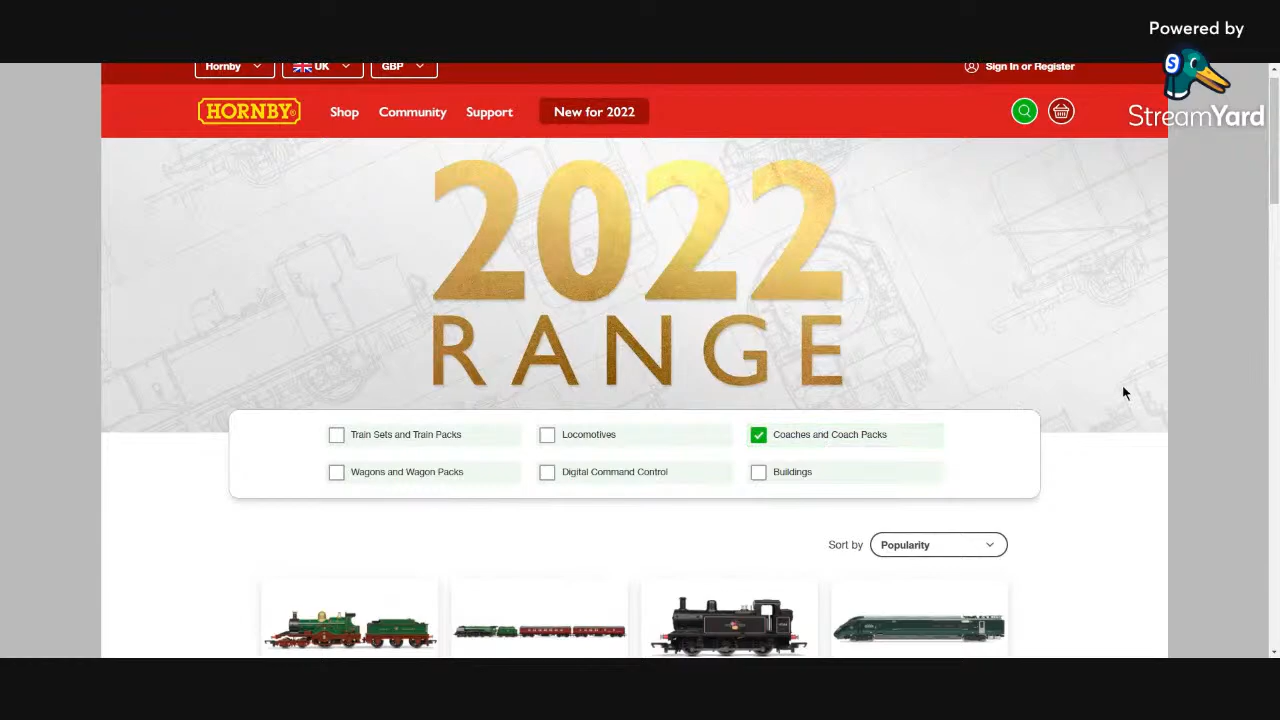 Powered by
StreamYard
Hornby UK GBP Sign In or Register
HORNBY Shop Community Support New for 2022
2022
RANGE
Train Sets and Train Packs Locomotives Coaches and Coach Packs
Wagons and Wagon Packs Digital Command Control Buildings
Sort by Popularity